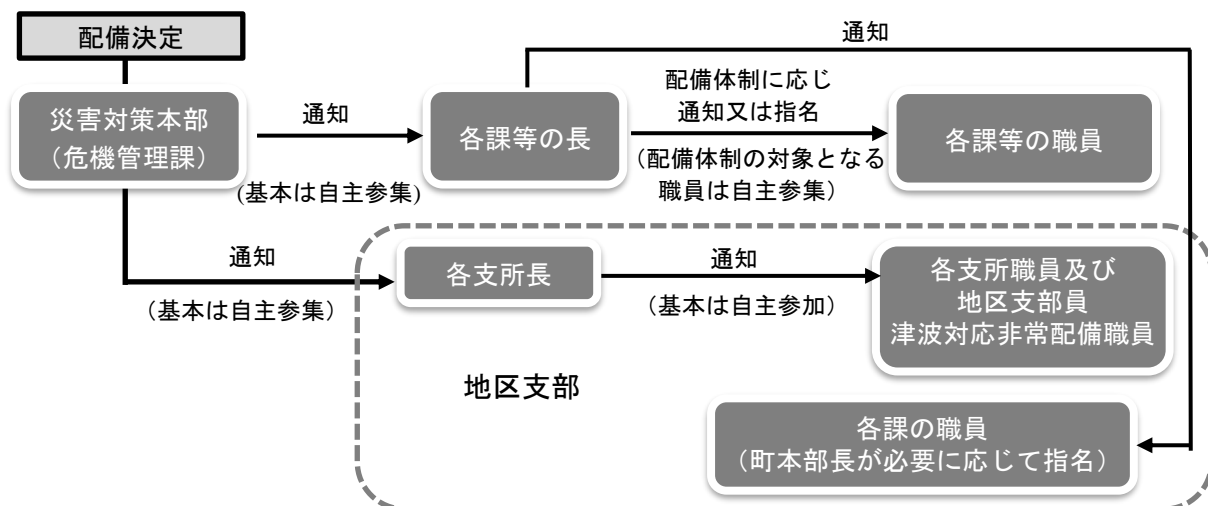 配備決定
通知
災害対策本部
（危機管理課）
通知
(基本は自主参集)
各課等の長
配備体制に応じ
通知又は指名
（配備体制の対象となる
職員は自主参集）
各課等の職員
通知
（基本は自主参集）
各支所長
通知
（基本は自主参加）
各支所職員及び
地区支部員
津波対応非常配備職員
地区支部
各課の職員
（町本部長が必要に応じて指名）